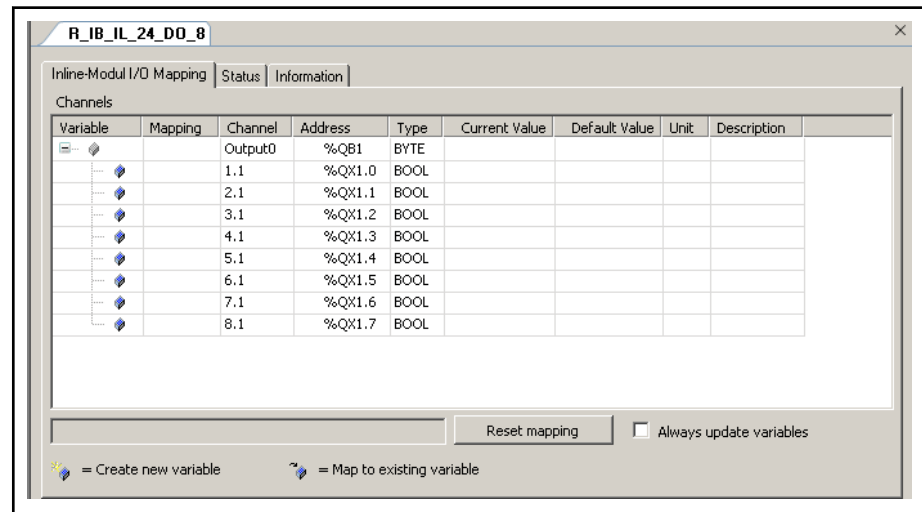 R_IB_IL_24_DO_8
Inline-Modul I/O Mapping Status Information
Channels
Variable Mapping Channel Address Type Current Value Default Value Unit Description
Output0 %QB1 BYTE
1.1 %QX1.0 BOOL
2.1 %QX1.1 BOOL
3.1 %QX1.2 BOOL
4.1 %QX1.3 BOOL
5.1 %QX1.4 BOOL
6.1 %QX1.5 BOOL
7.1 %QX1.6 BOOL
8.1 %QX1.7 BOOL
Reset mapping Always update variables
= Create new variable = Map to existing variable